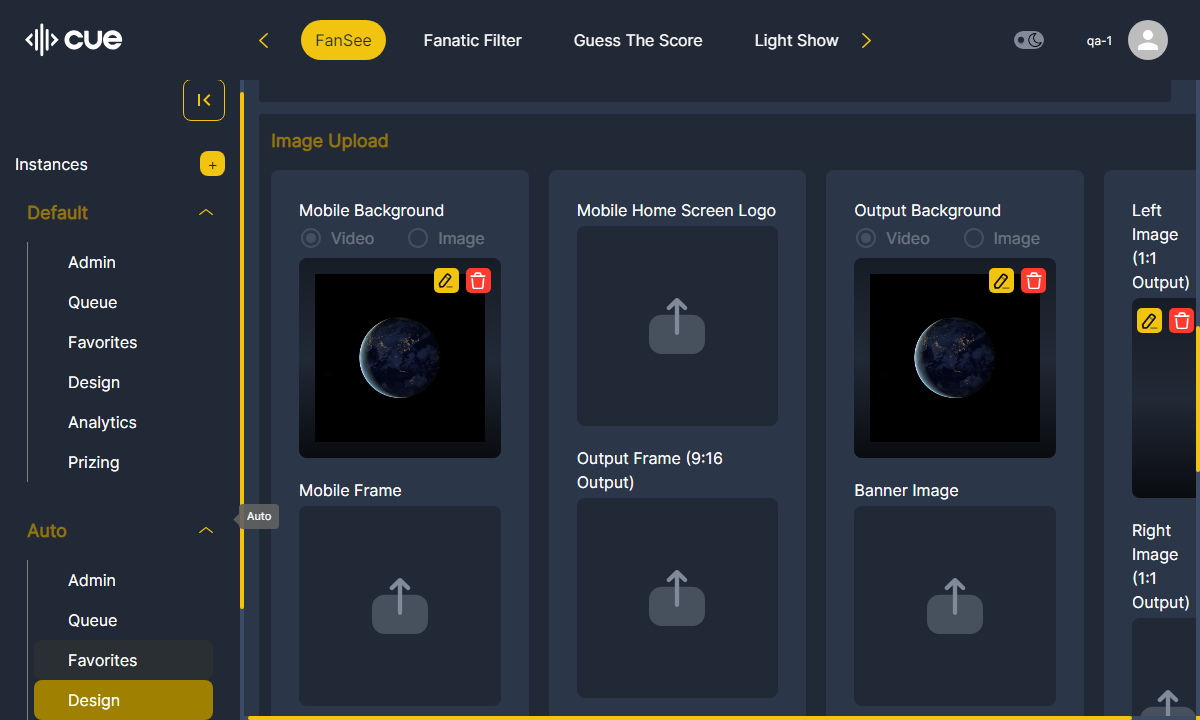 cue
FanSee
Fanatic Filter
Guess The Score
Light Show
qa-1
Instances
+
Default
Admin
Queue
Favorites
Design
Analytics
Prizing
Auto
Auto
Admin
Queue
Favorites
Design
Image Upload
Mobile Background
Video
Image
Mobile Frame
Mobile Home Screen Logo
Output Frame (9:16
Output)
Output Background
Video
Image
Banner Image
Left
Image
(1:1
Output)
Right
Image
(1:1
Output)